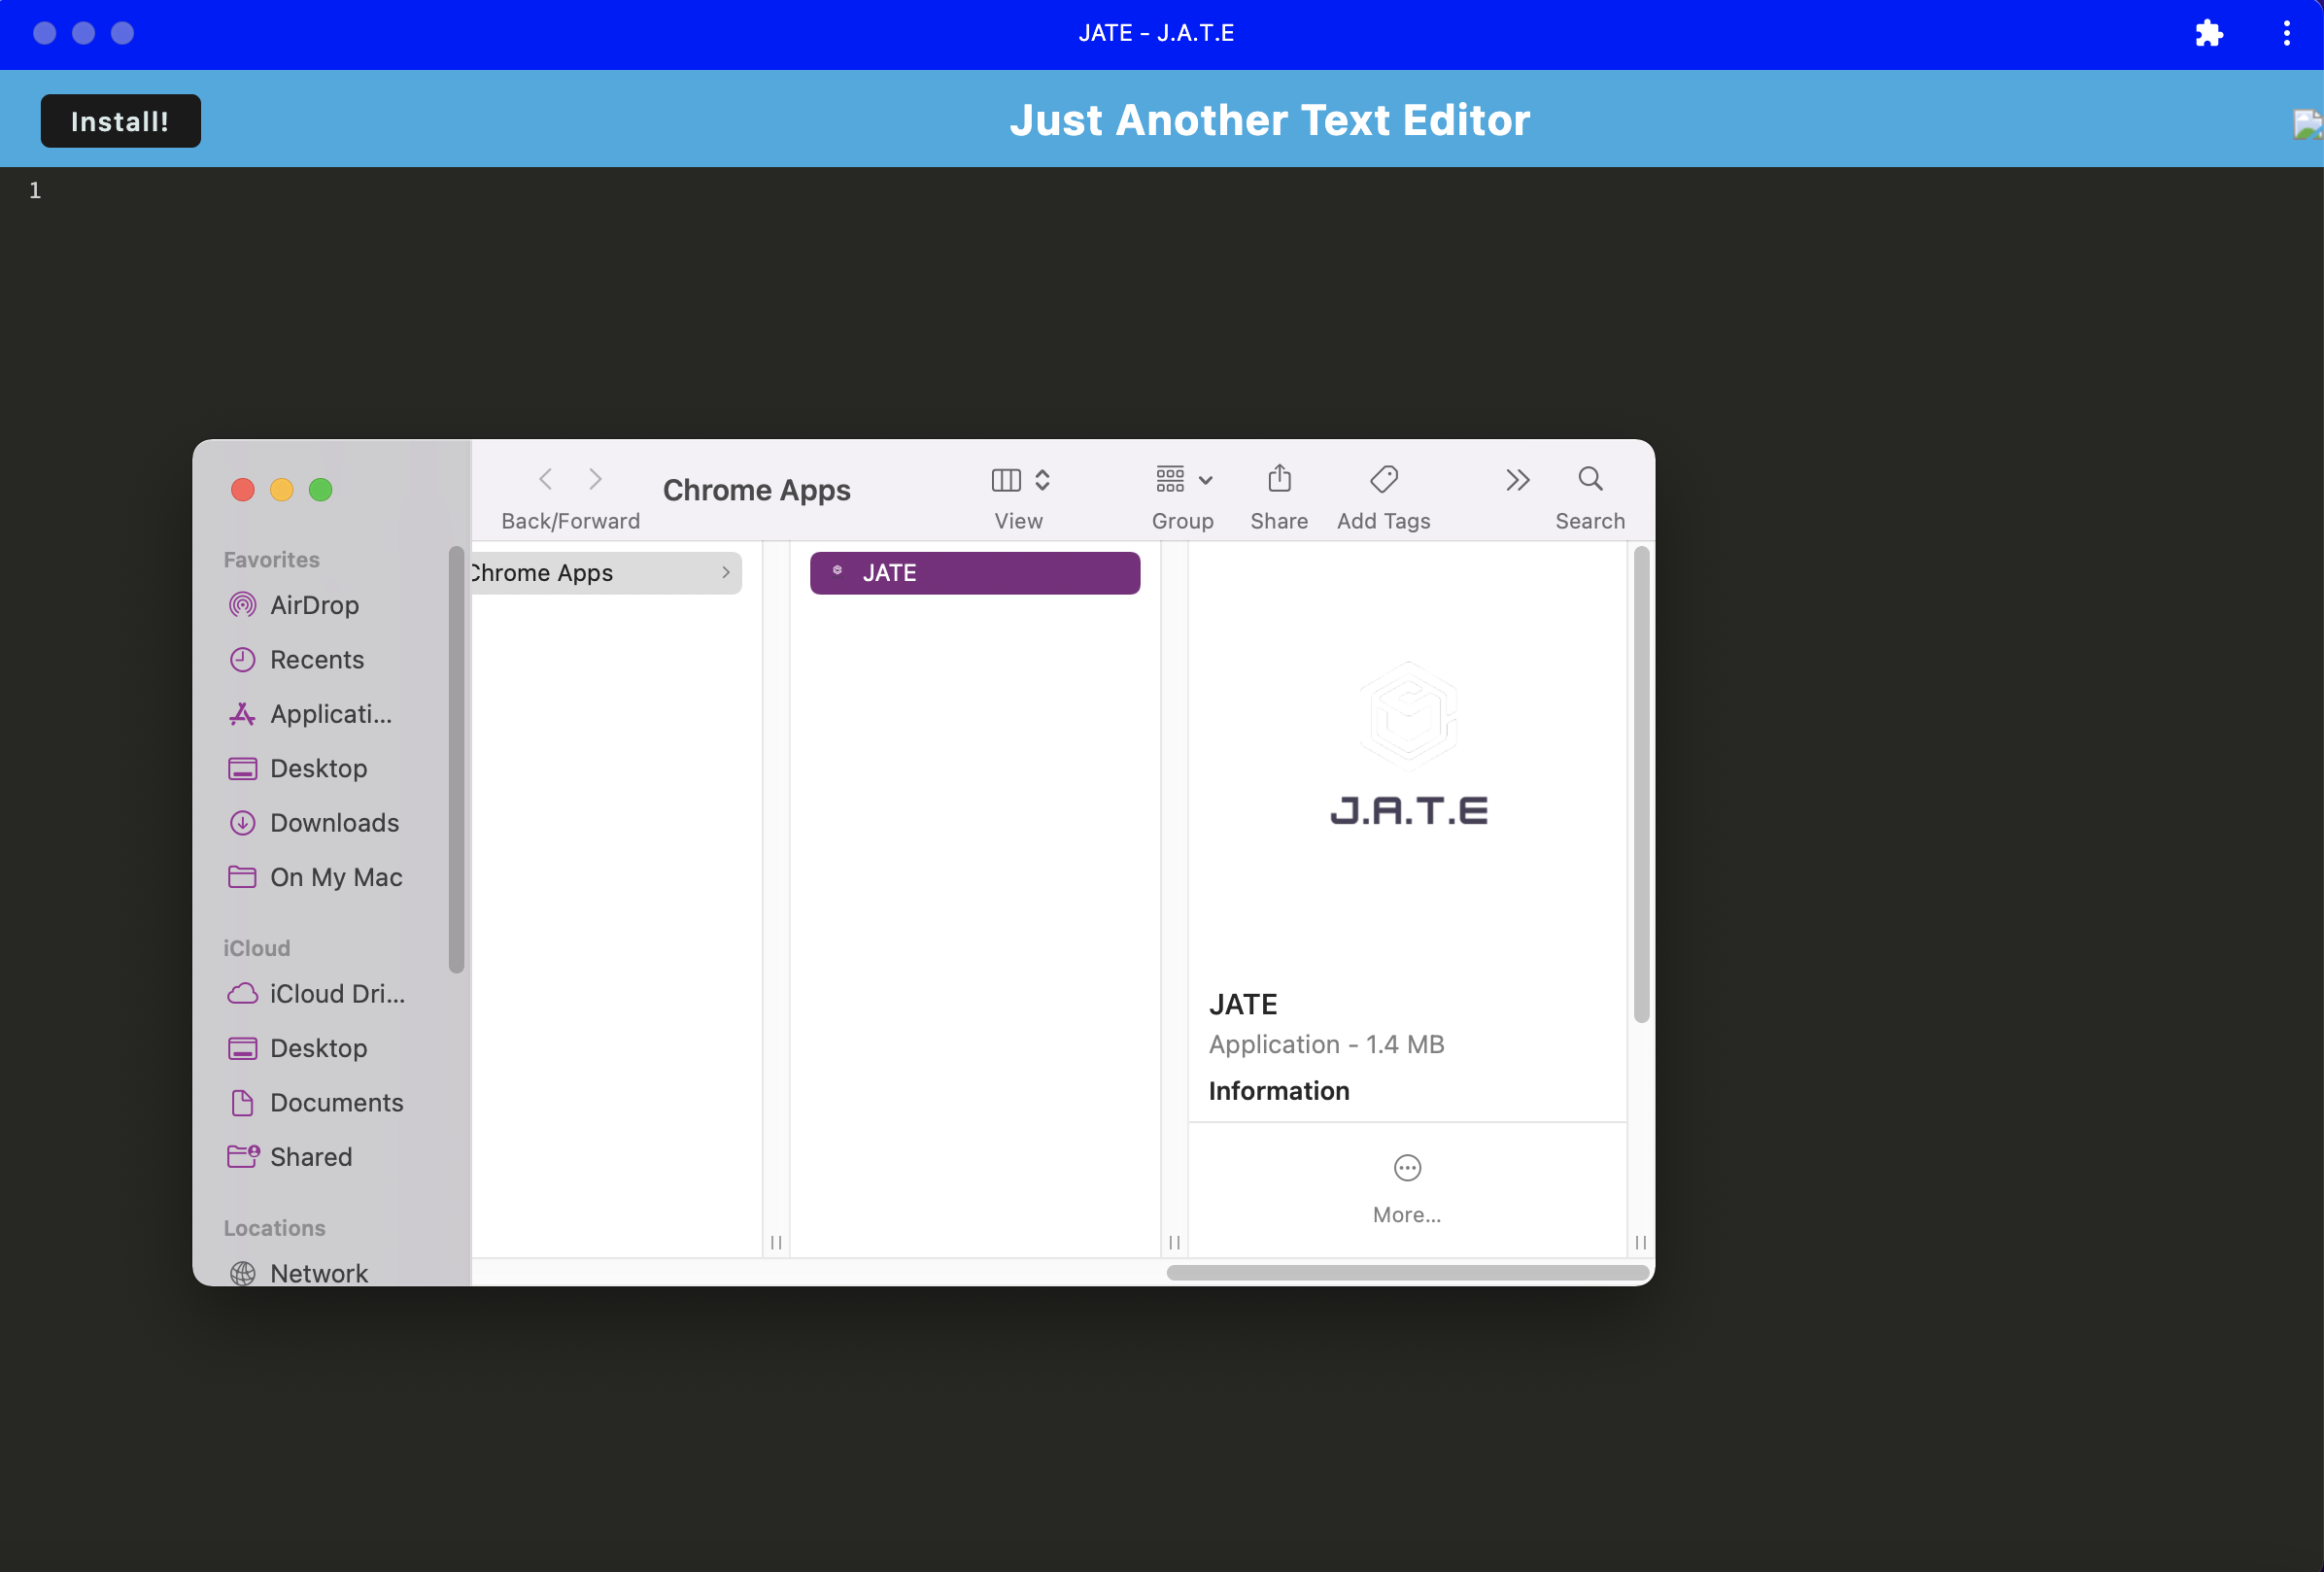 JATE - J.A.T.E
Install!
Just Another Text Editor
1
Chrome Apps
Back/Forward
View
Group
Share
Add Tags
Search
Favorites
AirDrop
Recents
Applicati...
Desktop
Downloads
On My Mac
iCloud
iCloud Dri...
Desktop
Documents
Shared
Locations
Network
Chrome Apps
JATE
J.A.T.E
JATE
Application - 1.4 MB
Information
More...